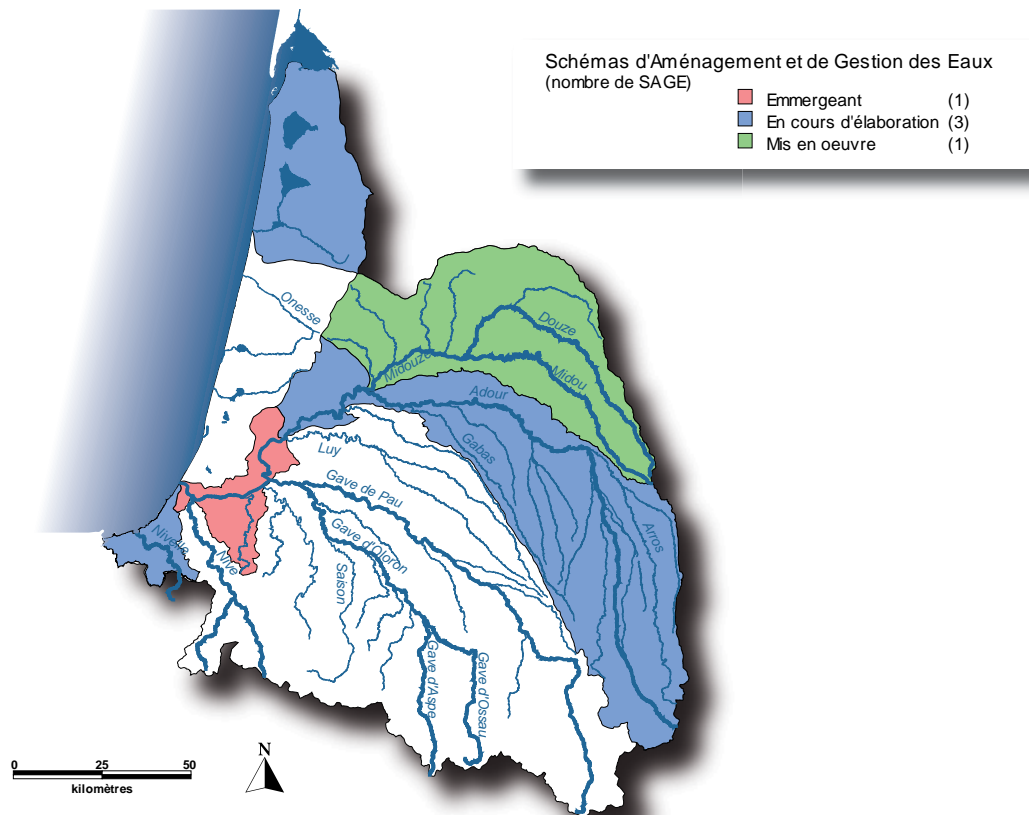 Schémas d'Aménagement et de Gestion des Eaux
(nombre de SAGE)
Emmergeant (1)
En cours d'élaboration (3)
Mis en oeuvre (1)
e
Onesse
Douze
Midouze
Midou
Adour
Gabas
Luy
Gave de Pau
Arros
Gave d'Oloron
Nivelle
Nive
Saison
Gave d'Aspe
Gave d'Ossau
N
0 25 50
kilomètres